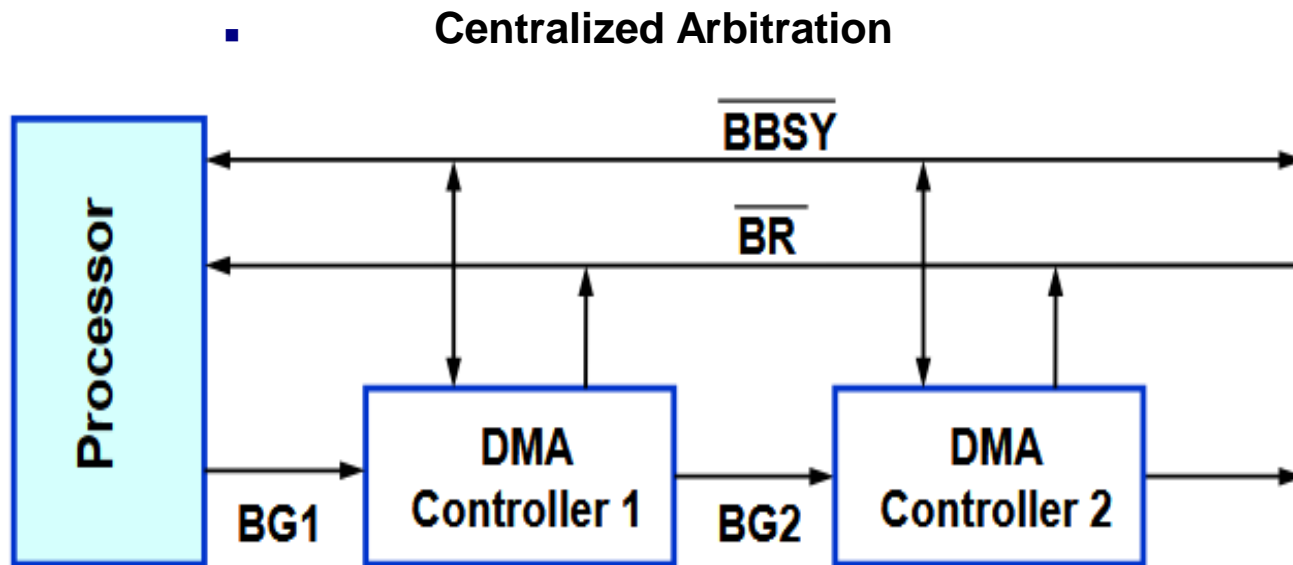 Centralized Arbitration
BBSY
BR
Processor
DMA
Controller 1
DMA
Controller 2
BG1
BG2